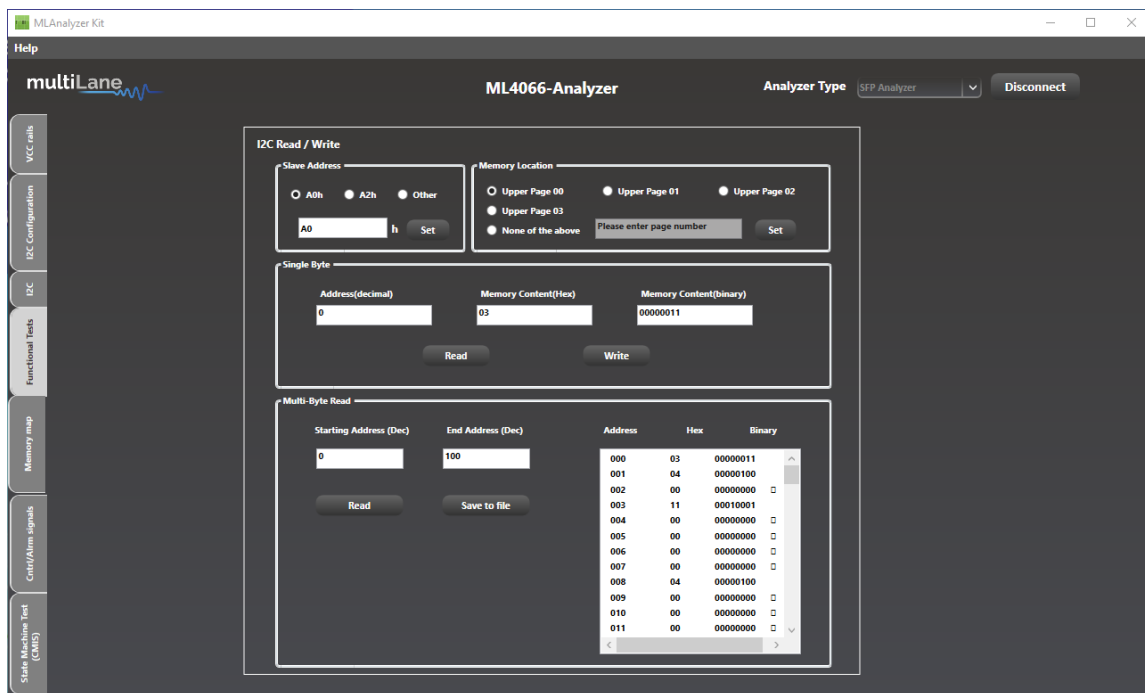 MLAnalyzer Kit
Help
multiLane
ML4066-Analyzer
Analyzer Type
SFP Analyzer
Disconnect
VCC rails
I2C Configuration
I2C
Functional Tests
Memory map
Cntrl/Alrm signals
State Machine Test
(CMIS)
I2C Read / Write
Slave Address
A0h A2h Other
A0 h Set
Memory Location
Upper Page 00 Upper Page 01 Upper Page 02
Upper Page 03
None of the above Please enter page number Set
Single Byte
Address(decimal) Memory Content(Hex) Memory Content(binary)
0 03 00000011
Read Write
Multi-Byte Read
Starting Address (Dec) End Address (Dec)
0 100
Read Save to file
Address Hex Binary
000 03 00000011
001 04 00000100
002 00 00000000 □
003 11 00010001
004 00 00000000 □
005 00 00000000 □
006 00 00000000 □
007 00 00000000 □
008 04 00000100
009 00 00000000 □
010 00 00000000 □
011 00 00000000 □